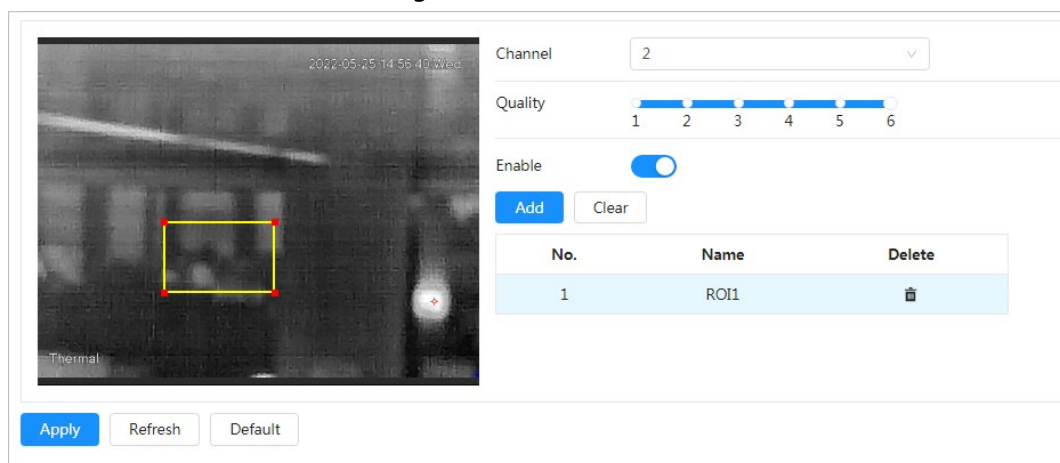 2022-05-25 14:56:49 Wed
Thermal
Channel 2
Quality
1 2 3 4 5 6
Enable
Add Clear
No. Name Delete
1 ROI1
Apply Refresh Default